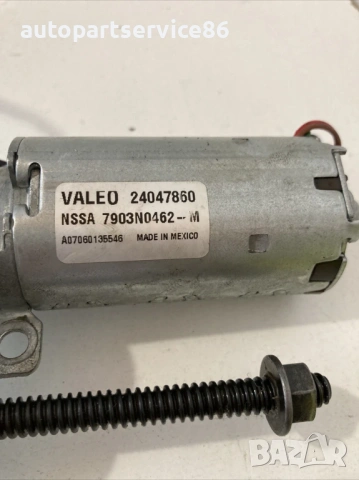 autopartservice86
VALEO 24047860
NSSA 7903N0462-M
A07060135546 MADE IN MEXICO
BAZAR